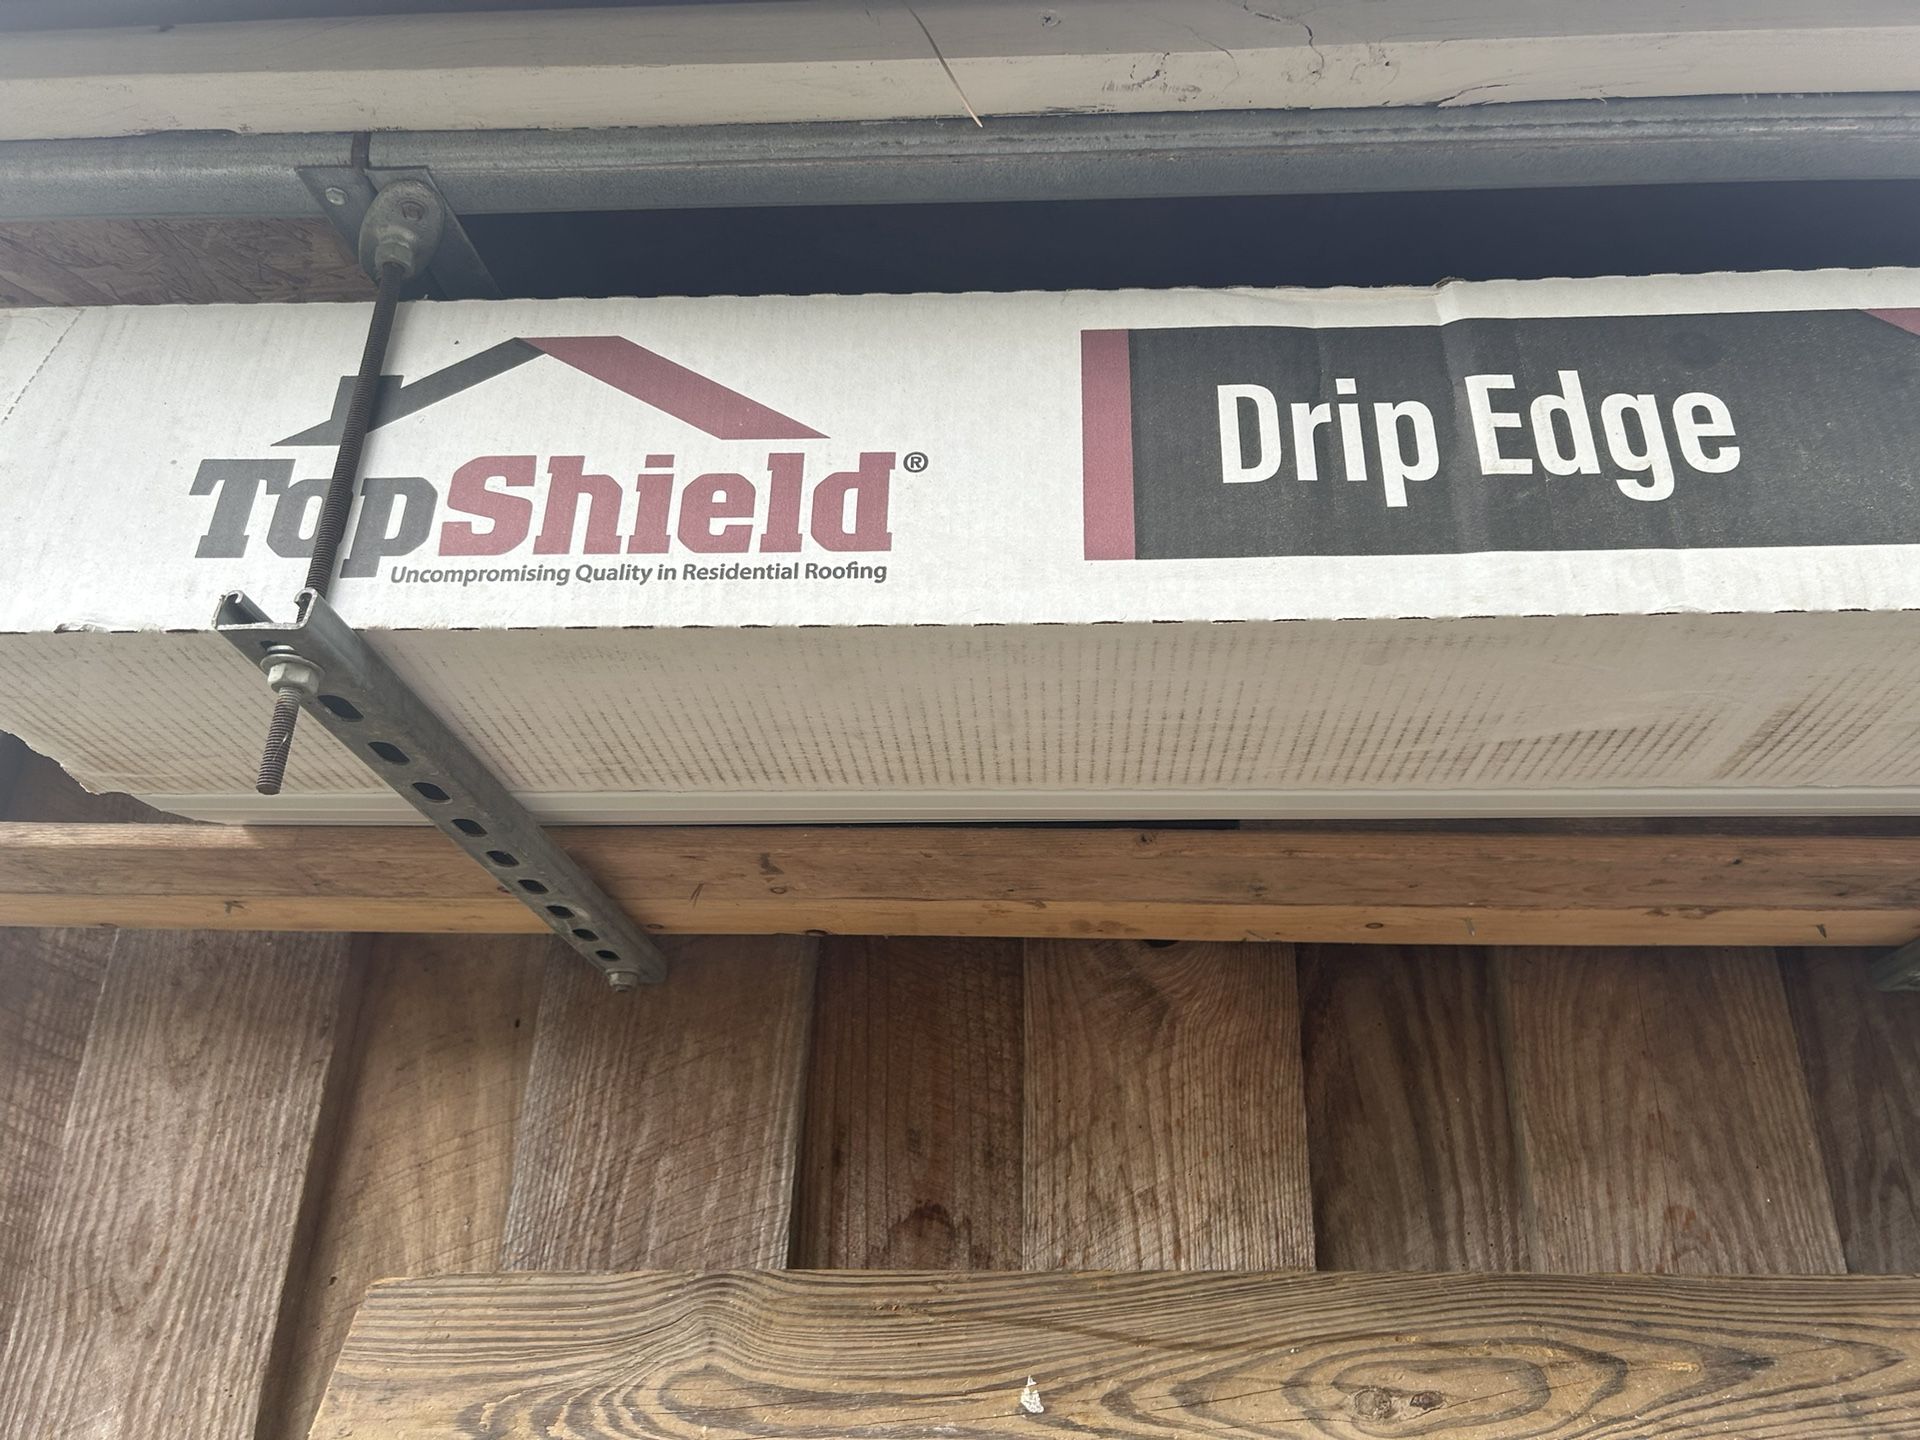 TopShield®
Uncompromising Quality in Residential Roofing
Drip Edge